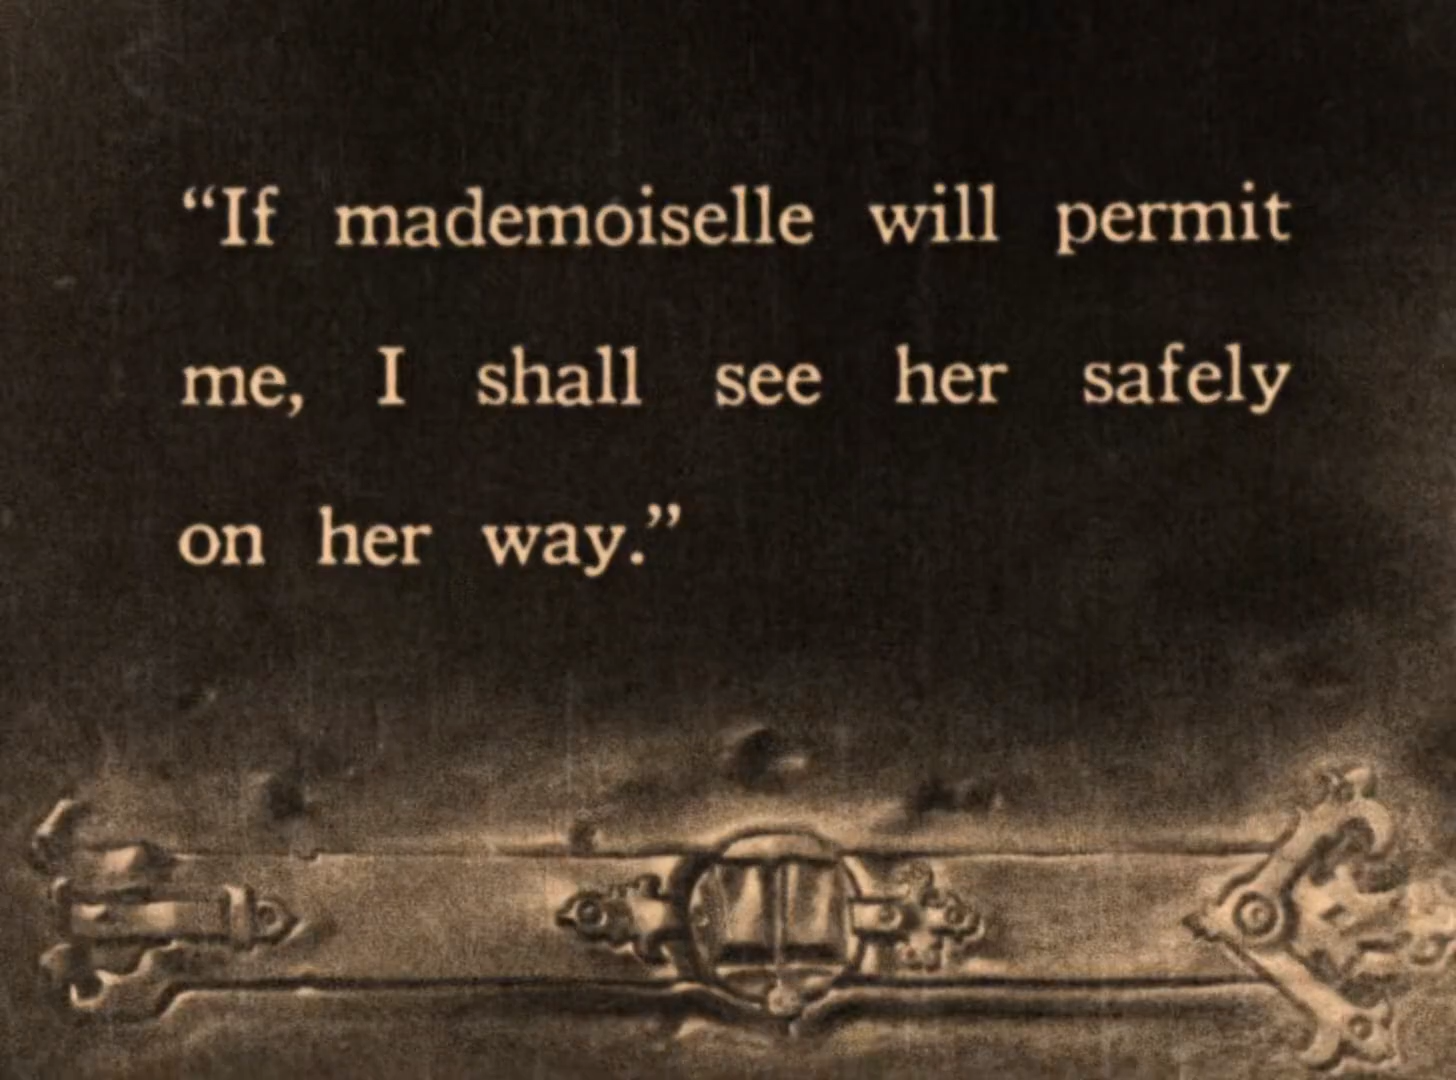 “If mademoiselle will permit
me, I shall see her safely
on her way.”